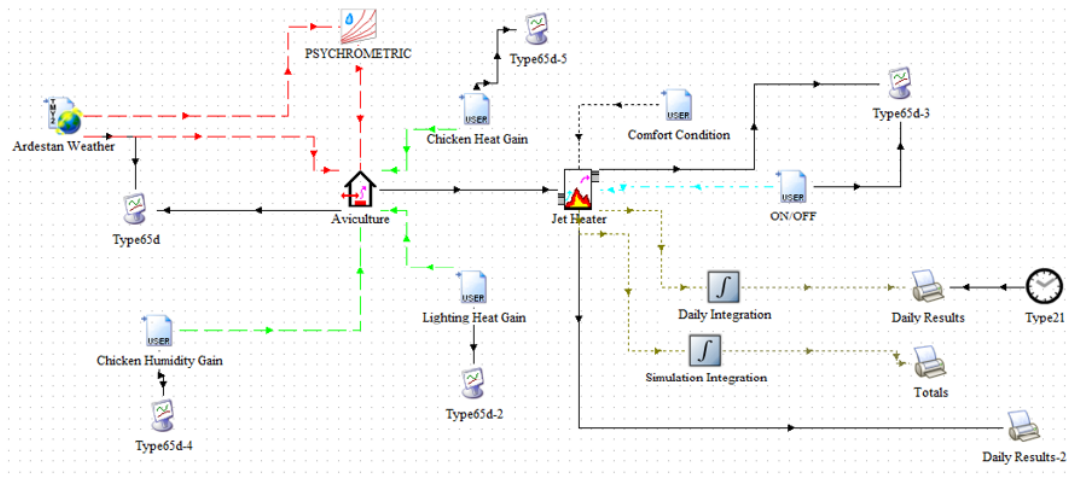 PSYCHROMETRIC
Type65d-5
TMY2
Ardestan Weather
USER
Chicken Heat Gain
USER
Comfort Condition
Type65d-3
Type65d
Aviculture
Jet Heater
USER
ON/OFF
USER
Lighting Heat Gain
∫
Daily Integration
Daily Results
Type21
USER
Chicken Humidity Gain
∫
Simulation Integration
Totals
Type65d-4
Type65d-2
Daily Results-2